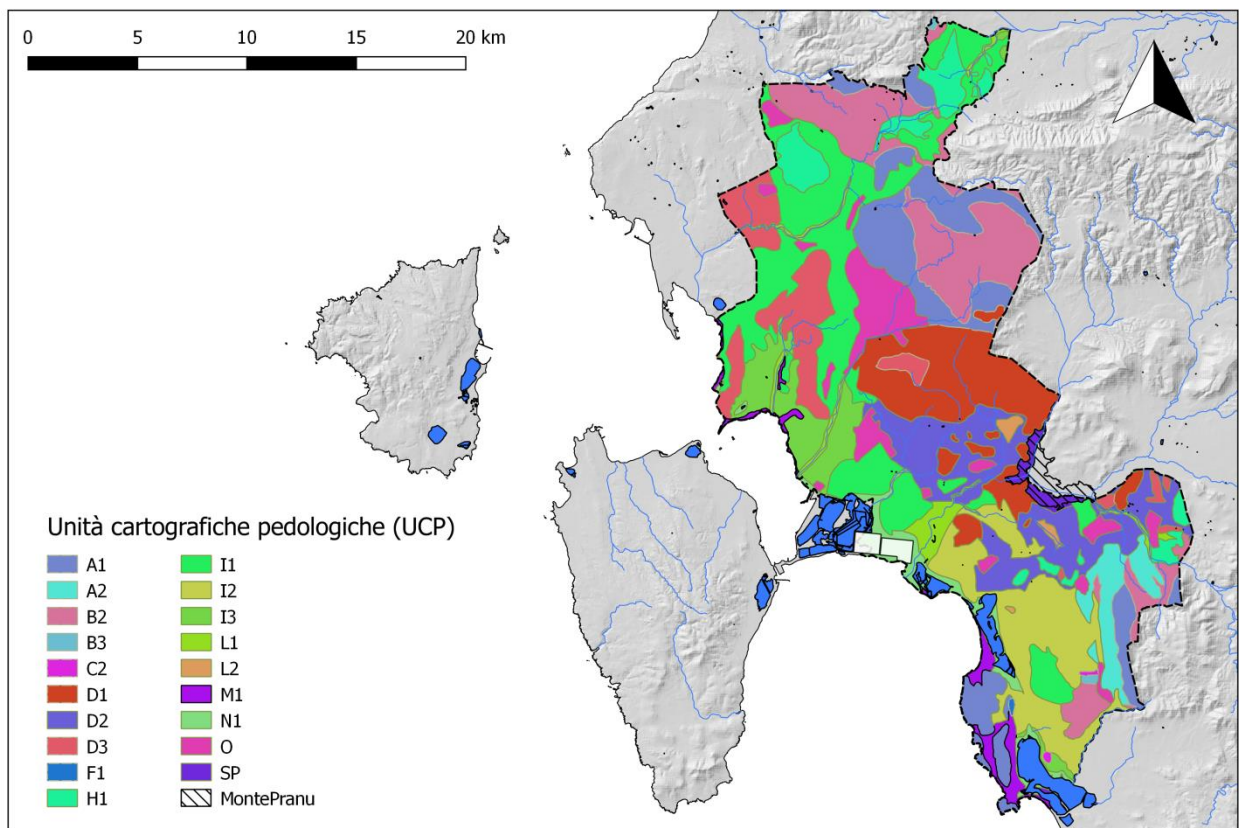 0 5 10 15 20 km
Unità cartografiche pedologiche (UCP)
A1
A2
B2
B3
C2
D1
D2
D3
F1
H1
I1
I2
I3
L1
L2
M1
N1
O
SP
MontePranu